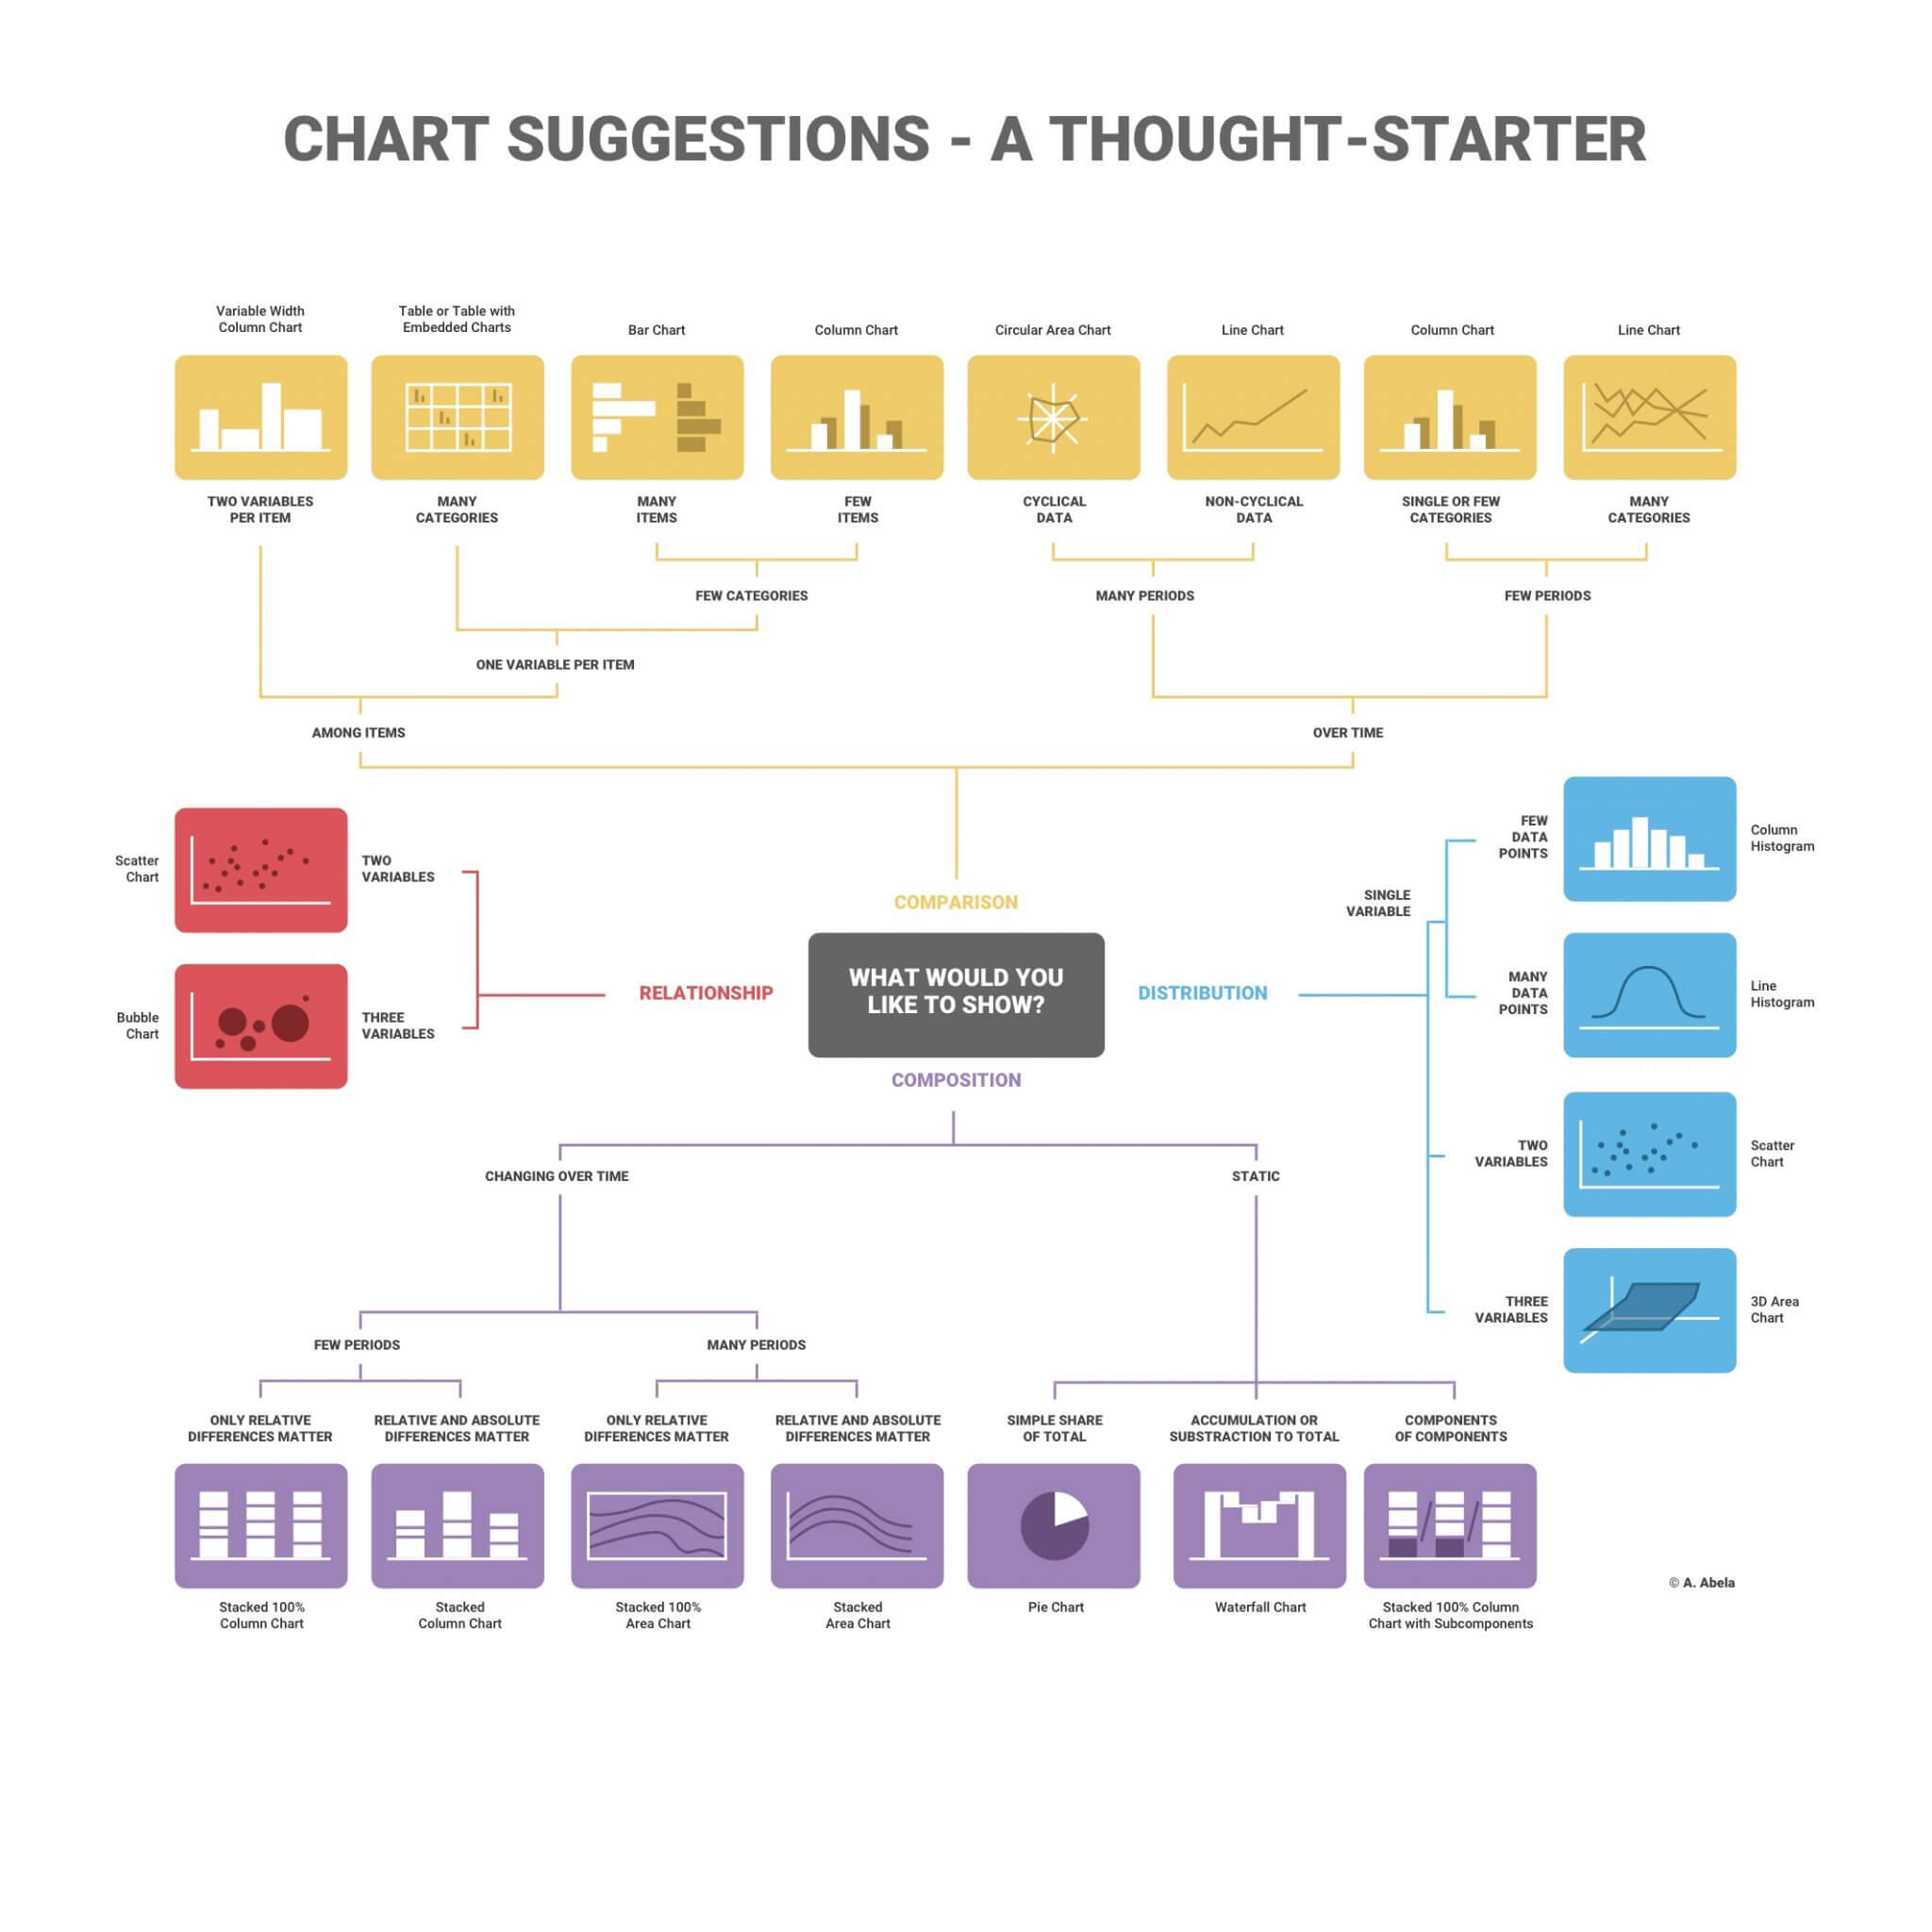 CHART SUGGESTIONS - A THOUGHT-STARTER
Variable Width
Column Chart
Table or Table with
Embedded Charts
Bar Chart
Column Chart
Circular Area Chart
Line Chart
Column Chart
Line Chart
TWO VARIABLES
PER ITEM
MANY
CATEGORIES
MANY
ITEMS
FEW
ITEMS
CYCLICAL
DATA
NON-CYCLICAL
DATA
SINGLE OR FEW
CATEGORIES
MANY
CATEGORIES
FEW CATEGORIES
MANY PERIODS
FEW PERIODS
ONE VARIABLE PER ITEM
AMONG ITEMS
OVER TIME
COMPARISON
Scatter
Chart
TWO
VARIABLES
Bubble
Chart
THREE
VARIABLES
RELATIONSHIP
WHAT WOULD YOU
LIKE TO SHOW?
DISTRIBUTION
SINGLE
VARIABLE
FEW
DATA
POINTS
Column
Histogram
MANY
DATA
POINTS
Line
Histogram
TWO
VARIABLES
Scatter
Chart
THREE
VARIABLES
3D Area
Chart
COMPOSITION
CHANGING OVER TIME
STATIC
FEW PERIODS
MANY PERIODS
ONLY RELATIVE
DIFFERENCES MATTER
RELATIVE AND ABSOLUTE
DIFFERENCES MATTER
ONLY RELATIVE
DIFFERENCES MATTER
RELATIVE AND ABSOLUTE
DIFFERENCES MATTER
SIMPLE SHARE
OF TOTAL
ACCUMULATION OR
SUBSTRACTION TO TOTAL
COMPONENTS
OF COMPONENTS
Stacked 100%
Column Chart
Stacked
Column Chart
Stacked 100%
Area Chart
Stacked
Area Chart
Pie Chart
Waterfall Chart
Stacked 100% Column
Chart with Subcomponents
© A. Abela